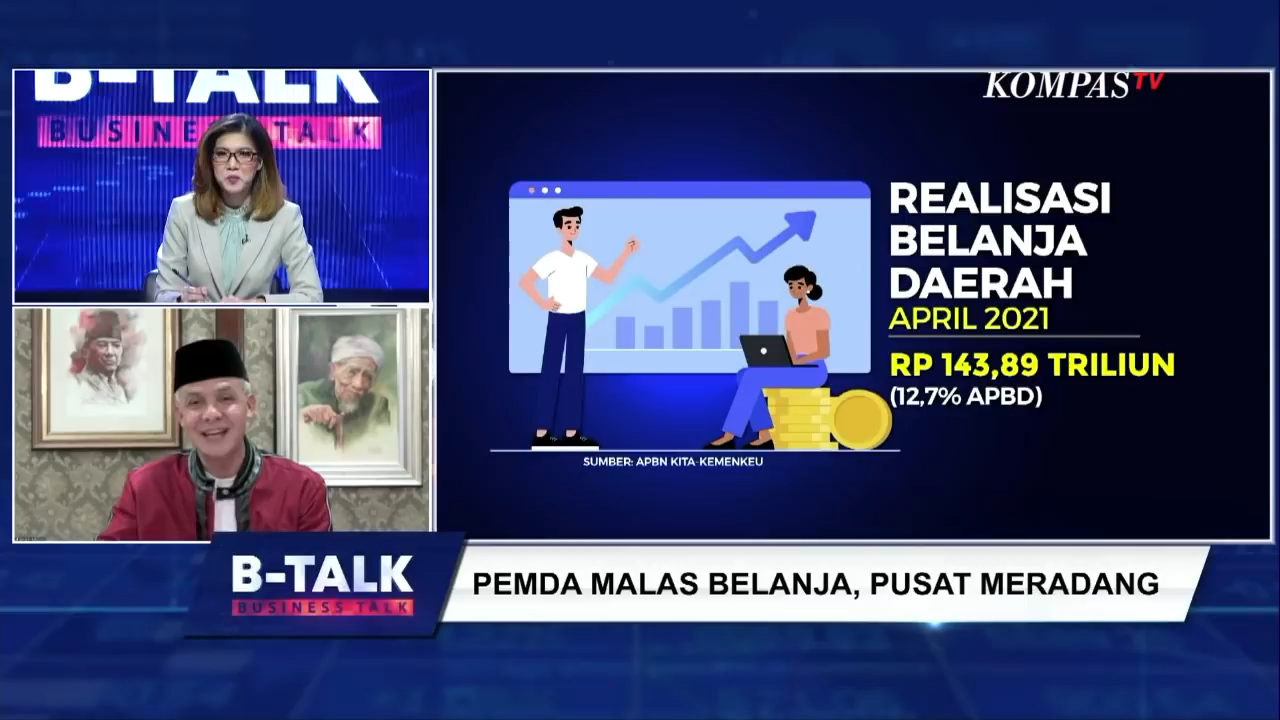 B-TALK
BUSINESS TALK
KOMPAS TV
REALISASI
BELANJA
DAERAH
APRIL 2021
RP 143,89 TRILIUN
(12,7% APBD)
SUMBER: APBN KITA-KEMENKEU
B-TALK
BUSINESS TALK
PEMDA MALAS BELANJA, PUSAT MERADANG